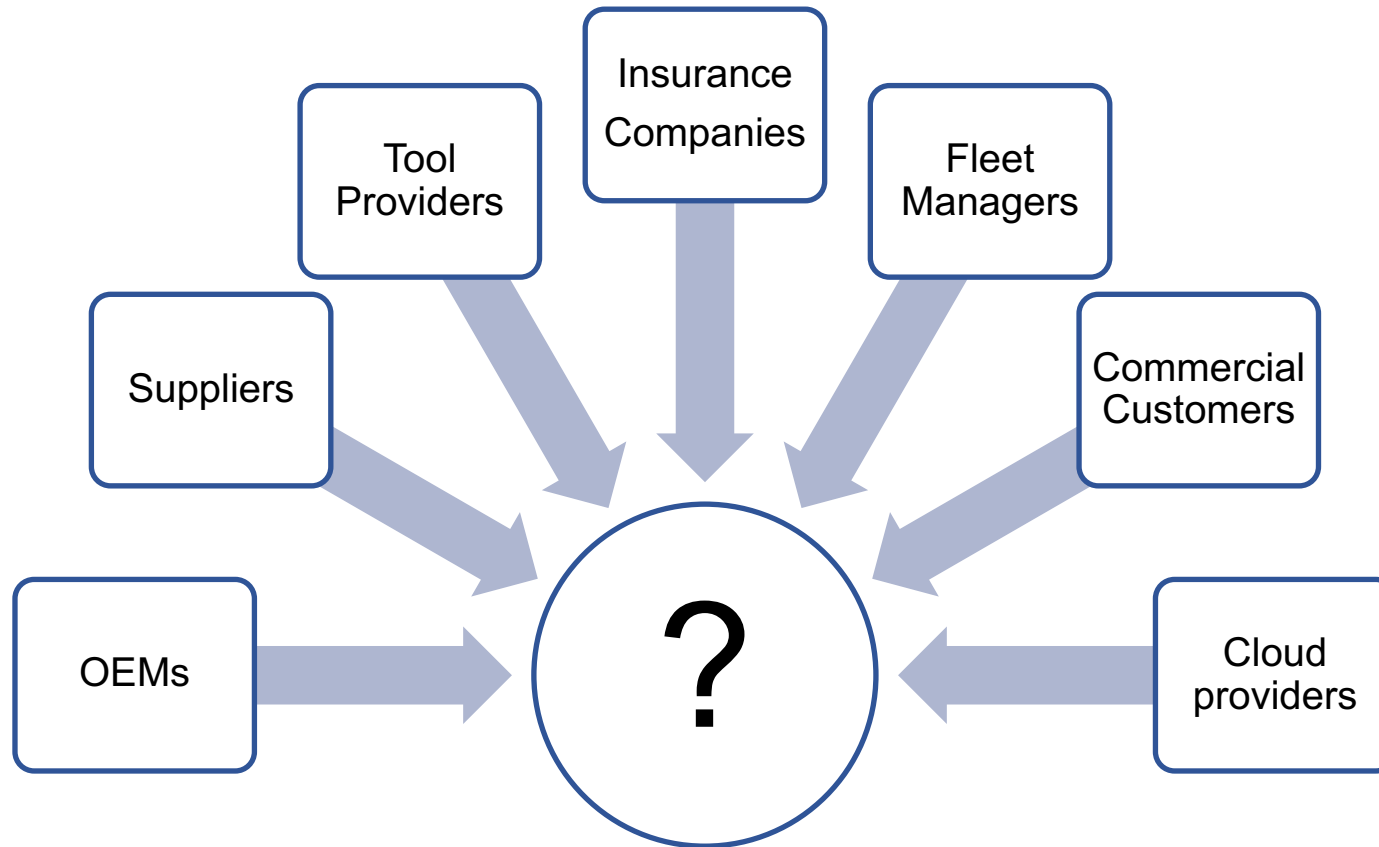 Insurance
Companies
Tool
Providers
Fleet
Managers
Suppliers
Commercial
Customers
OEMs
?
Cloud
providers